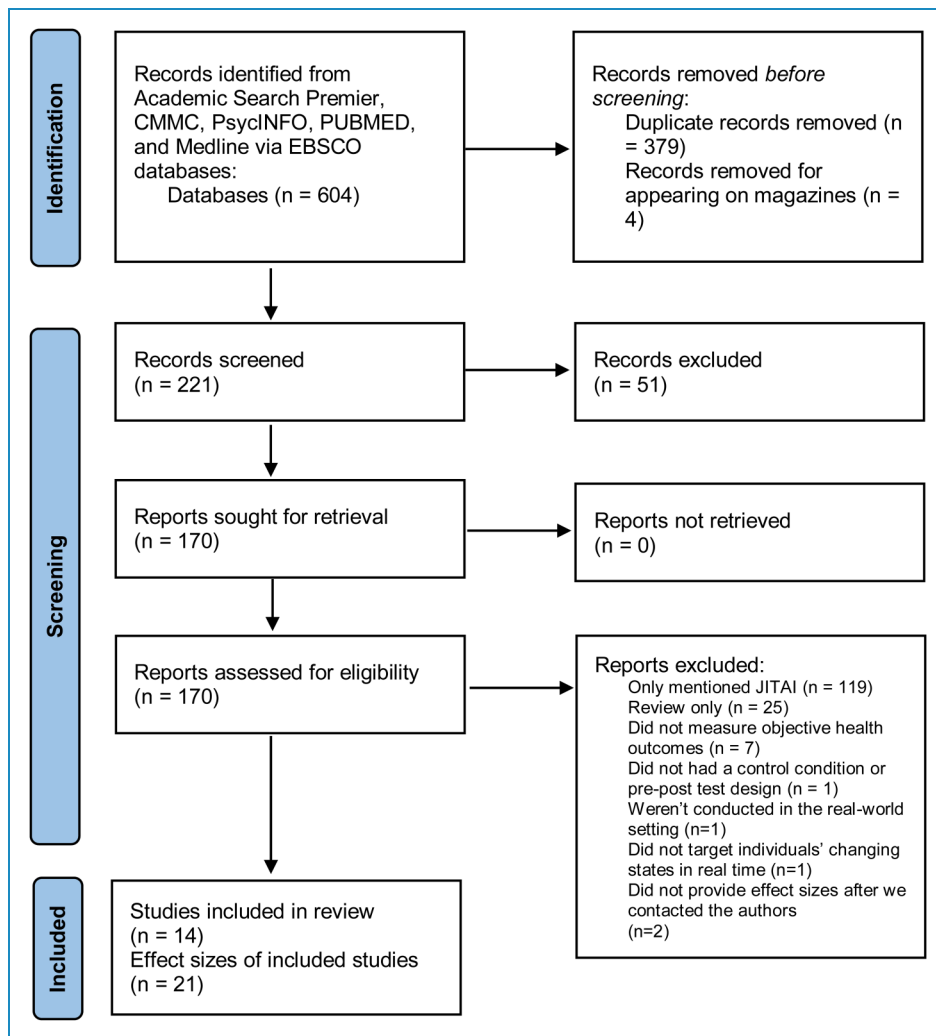 Identification
Records identified from
Academic Search Premier,
CMMC, PsycINFO, PUBMED,
and Medline via EBSCO
databases:
Databases (n = 604)
Records removed before
screening:
Duplicate records removed (n
= 379)
Records removed for
appearing on magazines (n =
4)
Screening
Records screened
(n = 221)
Records excluded
(n = 51)
Reports sought for retrieval
(n = 170)
Reports not retrieved
(n = 0)
Reports assessed for eligibility
(n = 170)
Reports excluded:
Only mentioned JITAI (n = 119)
Review only (n = 25)
Did not measure objective health
outcomes (n = 7)
Did not had a control condition or
pre-post test design (n = 1)
Weren't conducted in the real-world
setting (n=1)
Did not target individuals' changing
states in real time (n=1)
Did not provide effect sizes after we
contacted the authors
(n=2)
Included
Studies included in review
(n = 14)
Effect sizes of included studies
(n = 21)